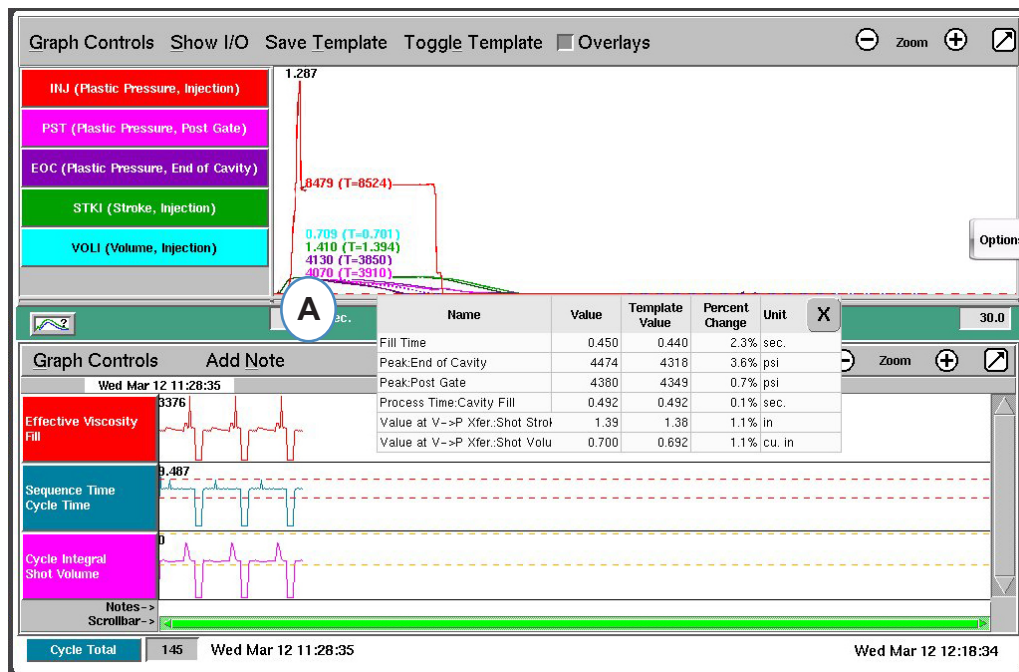 Graph Controls Show I/O Save Template Toggle Template Overlays Zoom
INJ (Plastic Pressure, Injection)
PST (Plastic Pressure, Post Gate)
EOC (Plastic Pressure, End of Cavity)
STKI (Stroke, Injection)
VOLI (Volume, Injection)
1.287
8479 (T=8524)
0.709 (T=0.701)
1.410 (T=1.394)
4130 (T=3850)
4070 (T=3910)
Option
A
ec.
30.0
Name Value Template Value Percent Change Unit X
Fill Time 0.450 0.440 2.3% sec.
Peak:End of Cavity 4474 4318 3.6% psi
Peak:Post Gate 4380 4349 0.7% psi
Process Time:Cavity Fill 0.492 0.492 0.1% sec.
Value at V->P Xfer.:Shot Strol 1.39 1.38 1.1% in
Value at V->P Xfer.:Shot Volu 0.700 0.692 1.1% cu. in
Graph Controls Add Note Zoom
Wed Mar 12 11:28:35
3376
Effective Viscosity
Fill
9.487
Sequence Time
Cycle Time
0
Cycle Integral
Shot Volume
Notes->
Scrollbar->
Cycle Total 145 Wed Mar 12 11:28:35 Wed Mar 12 12:18:34